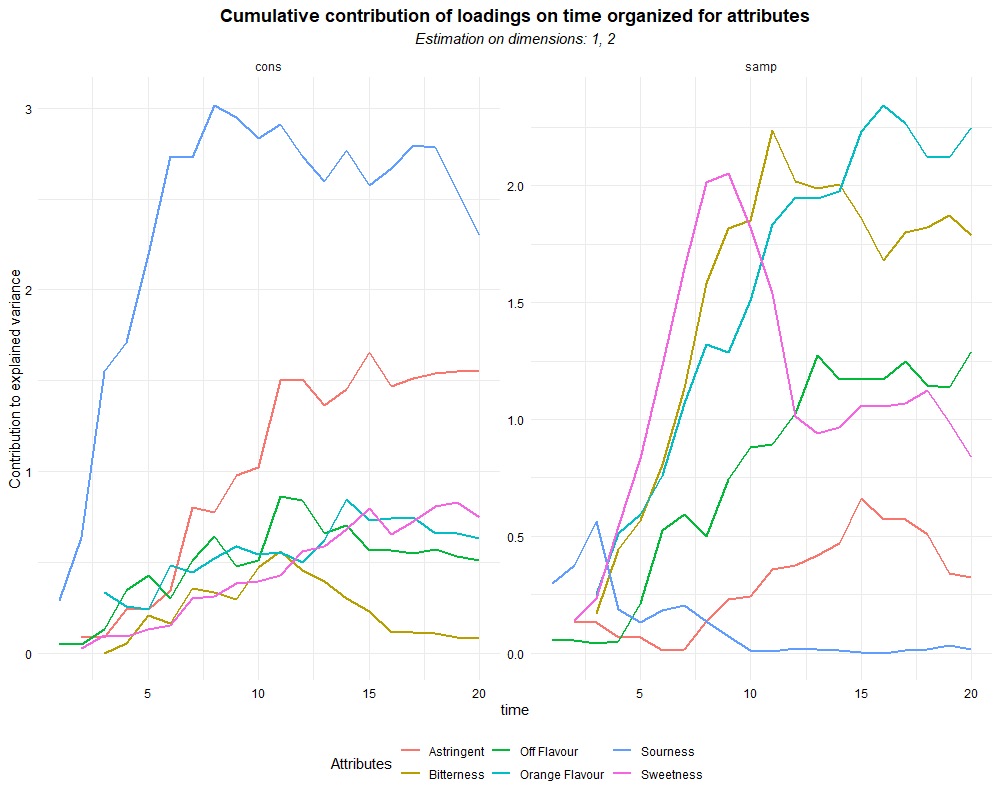 Cumulative contribution of loadings on time organized for attributes
Estimation on dimensions: 1, 2
cons
samp
Contribution to explained variance
3
2
1
0
2.0
1.5
1.0
0.5
0.0
5 10 15 20
5 10 15 20
time
Attributes
Astringent Off Flavour Sourness
Bitterness Orange Flavour Sweetness